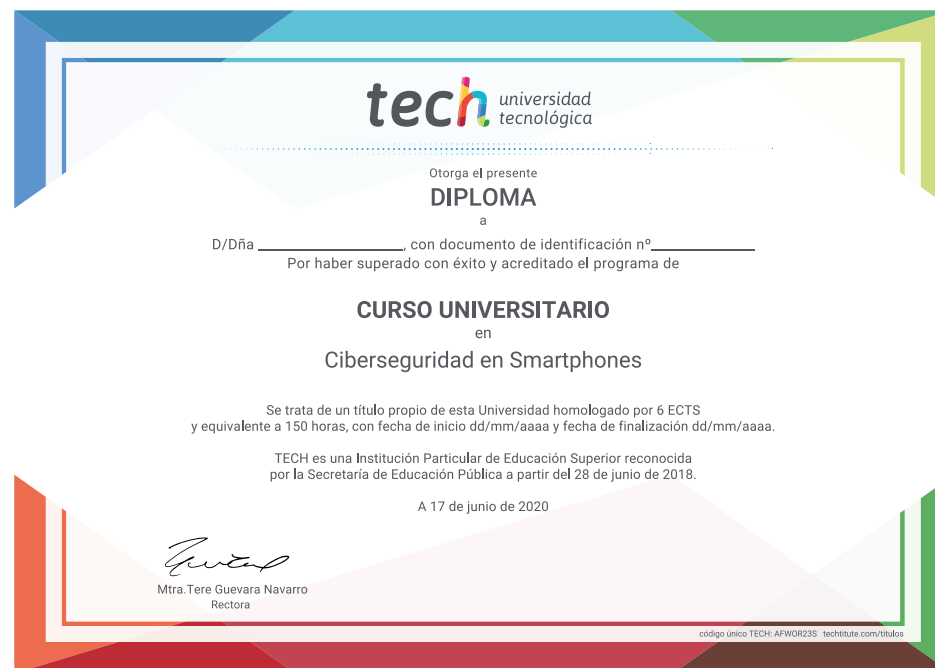 tech universidad
tecnológica
Otorga el presente
DIPLOMA
a
D/Dña ________________, con documento de identificación nº____________
Por haber superado con éxito y acreditado el programa de
CURSO UNIVERSITARIO
en
Ciberseguridad en Smartphones
Se trata de un título propio de esta Universidad homologado por 6 ECTS
y equivalente a 150 horas, con fecha de inicio dd/mm/aaaa y fecha de finalización dd/mm/aaaa.
TECH es una Institución Particular de Educación Superior reconocida
por la Secretaría de Educación Pública a partir del 28 de junio de 2018.
A 17 de junio de 2020
Mtra.Tere Guevara Navarro
Rectora
código único TECH: AFWOR23S techtitute.com/titulos